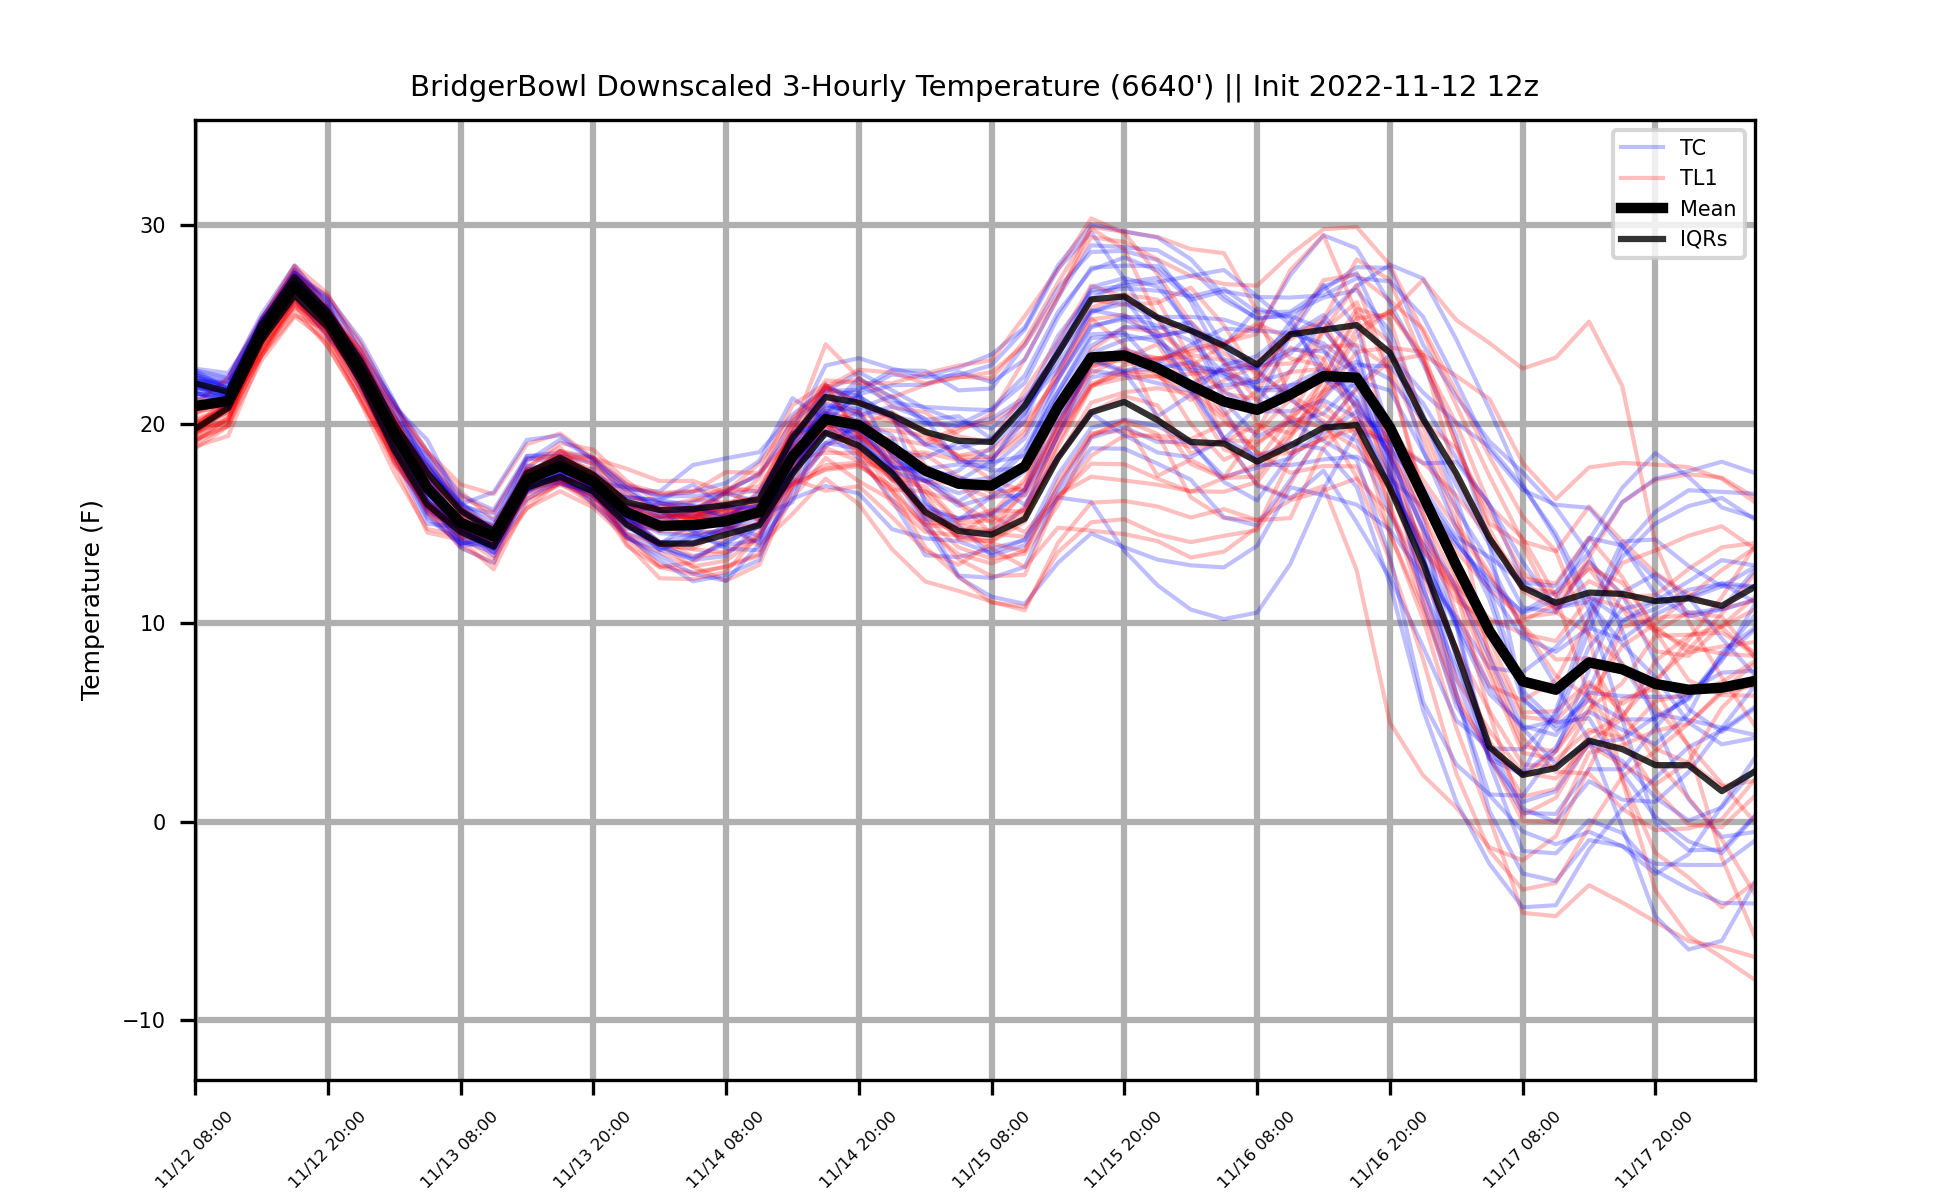 BridgerBowl Downscaled 3-Hourly Temperature (6640') || Init 2022-11-12 12z
TC
TL1
Mean
IQRs
Temperature (F)
30
20
10
0
−10
11/12 08:00
11/12 20:00
11/13 08:00
11/13 20:00
11/14 08:00
11/14 20:00
11/15 08:00
11/15 20:00
11/16 08:00
11/16 20:00
11/17 08:00
11/17 20:00